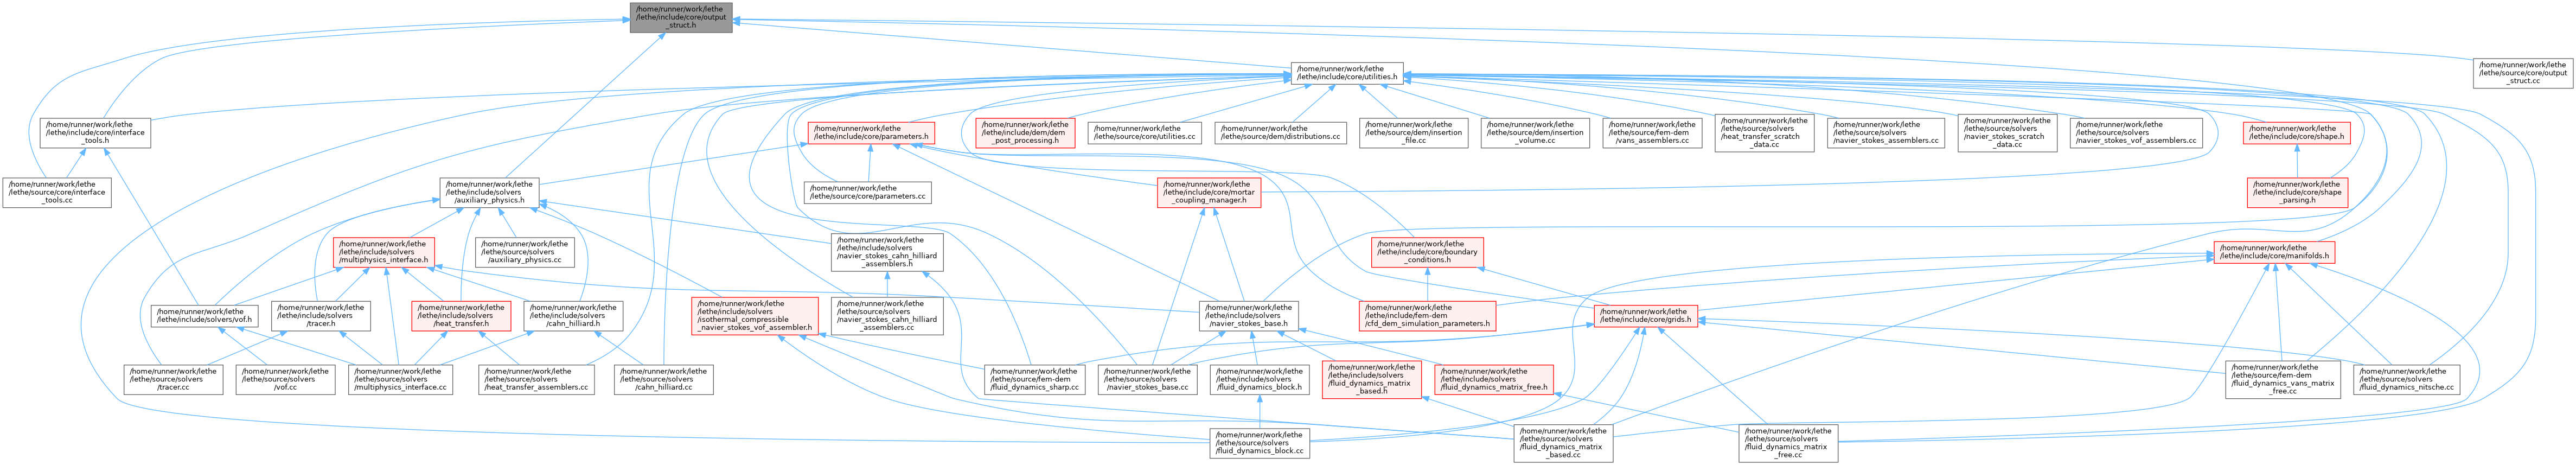 /home/runner/work/lethe
/lethe/include/core/output
_struct.h
/home/runner/work/lethe
/lethe/include/core/utilities.h
/home/runner/work/lethe
/lethe/source/core/output
_struct.cc
/home/runner/work/lethe
/lethe/include/core/interface
_tools.h
/home/runner/work/lethe
/lethe/include/core/parameters.h
/home/runner/work/lethe
/lethe/include/dem/dem
_post_processing.h
/home/runner/work/lethe
/lethe/source/core/utilities.cc
/home/runner/work/lethe
/lethe/source/dem/distributions.cc
/home/runner/work/lethe
/lethe/source/dem/insertion
_file.cc
/home/runner/work/lethe
/lethe/source/dem/insertion
_volume.cc
/home/runner/work/lethe
/lethe/source/fem-dem
/vans_assemblers.cc
/home/runner/work/lethe
/lethe/source/solvers
/heat_transfer_scratch
_data.cc
/home/runner/work/lethe
/lethe/source/solvers
/navier_stokes_assemblers.cc
/home/runner/work/lethe
/lethe/source/solvers
/navier_stokes_scratch
_data.cc
/home/runner/work/lethe
/lethe/source/solvers
/navier_stokes_vof_assemblers.cc
/home/runner/work/lethe
/lethe/include/core/shape.h
/home/runner/work/lethe
/lethe/source/core/interface
_tools.cc
/home/runner/work/lethe
/lethe/include/solvers
/auxiliary_physics.h
/home/runner/work/lethe
/lethe/source/core/parameters.cc
/home/runner/work/lethe
/lethe/include/core/mortar
_coupling_manager.h
/home/runner/work/lethe
/lethe/include/core/shape
_parsing.h
/home/runner/work/lethe
/lethe/include/solvers
/multiphysics_interface.h
/home/runner/work/lethe
/lethe/source/solvers
/auxiliary_physics.cc
/home/runner/work/lethe
/lethe/include/solvers
/navier_stokes_cahn_hilliard
_assemblers.h
/home/runner/work/lethe
/lethe/include/core/boundary
_conditions.h
/home/runner/work/lethe
/lethe/include/core/manifolds.h
/home/runner/work/lethe
/lethe/include/solvers/vof.h
/home/runner/work/lethe
/lethe/include/solvers
/tracer.h
/home/runner/work/lethe
/lethe/include/solvers
/heat_transfer.h
/home/runner/work/lethe
/lethe/include/solvers
/cahn_hilliard.h
/home/runner/work/lethe
/lethe/include/solvers
/isothermal_compressible
_navier_stokes_vof_assembler.h
/home/runner/work/lethe
/lethe/source/solvers
/navier_stokes_cahn_hilliard
_assemblers.cc
/home/runner/work/lethe
/lethe/include/solvers
/navier_stokes_base.h
/home/runner/work/lethe
/lethe/include/fem-dem
/cfd_dem_simulation_parameters.h
/home/runner/work/lethe
/lethe/include/core/grids.h
/home/runner/work/lethe
/lethe/source/solvers
/tracer.cc
/home/runner/work/lethe
/lethe/source/solvers
/vof.cc
/home/runner/work/lethe
/lethe/source/solvers
/multiphysics_interface.cc
/home/runner/work/lethe
/lethe/source/solvers
/heat_transfer_assemblers.cc
/home/runner/work/lethe
/lethe/source/solvers
/cahn_hilliard.cc
/home/runner/work/lethe
/lethe/source/fem-dem
/fluid_dynamics_sharp.cc
/home/runner/work/lethe
/lethe/source/solvers
/navier_stokes_base.cc
/home/runner/work/lethe
/lethe/include/solvers
/fluid_dynamics_block.h
/home/runner/work/lethe
/lethe/include/solvers
/fluid_dynamics_matrix
_based.h
/home/runner/work/lethe
/lethe/include/solvers
/fluid_dynamics_matrix_free.h
/home/runner/work/lethe
/lethe/source/fem-dem
/fluid_dynamics_vans_matrix
_free.cc
/home/runner/work/lethe
/lethe/source/solvers
/fluid_dynamics_nitsche.cc
/home/runner/work/lethe
/lethe/source/solvers
/fluid_dynamics_block.cc
/home/runner/work/lethe
/lethe/source/solvers
/fluid_dynamics_matrix
_based.cc
/home/runner/work/lethe
/lethe/source/solvers
/fluid_dynamics_matrix
_free.cc